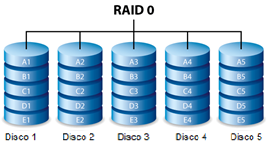 RAID 0
A1 A2 A3 A4 A5
B1 B2 B3 B4 B5
C1 C2 C3 C4 C5
D1 D2 D3 D4 D5
E1 E2 E3 E4 E5
Disco 1 Disco 2 Disco 3 Disco 4 Disco 5